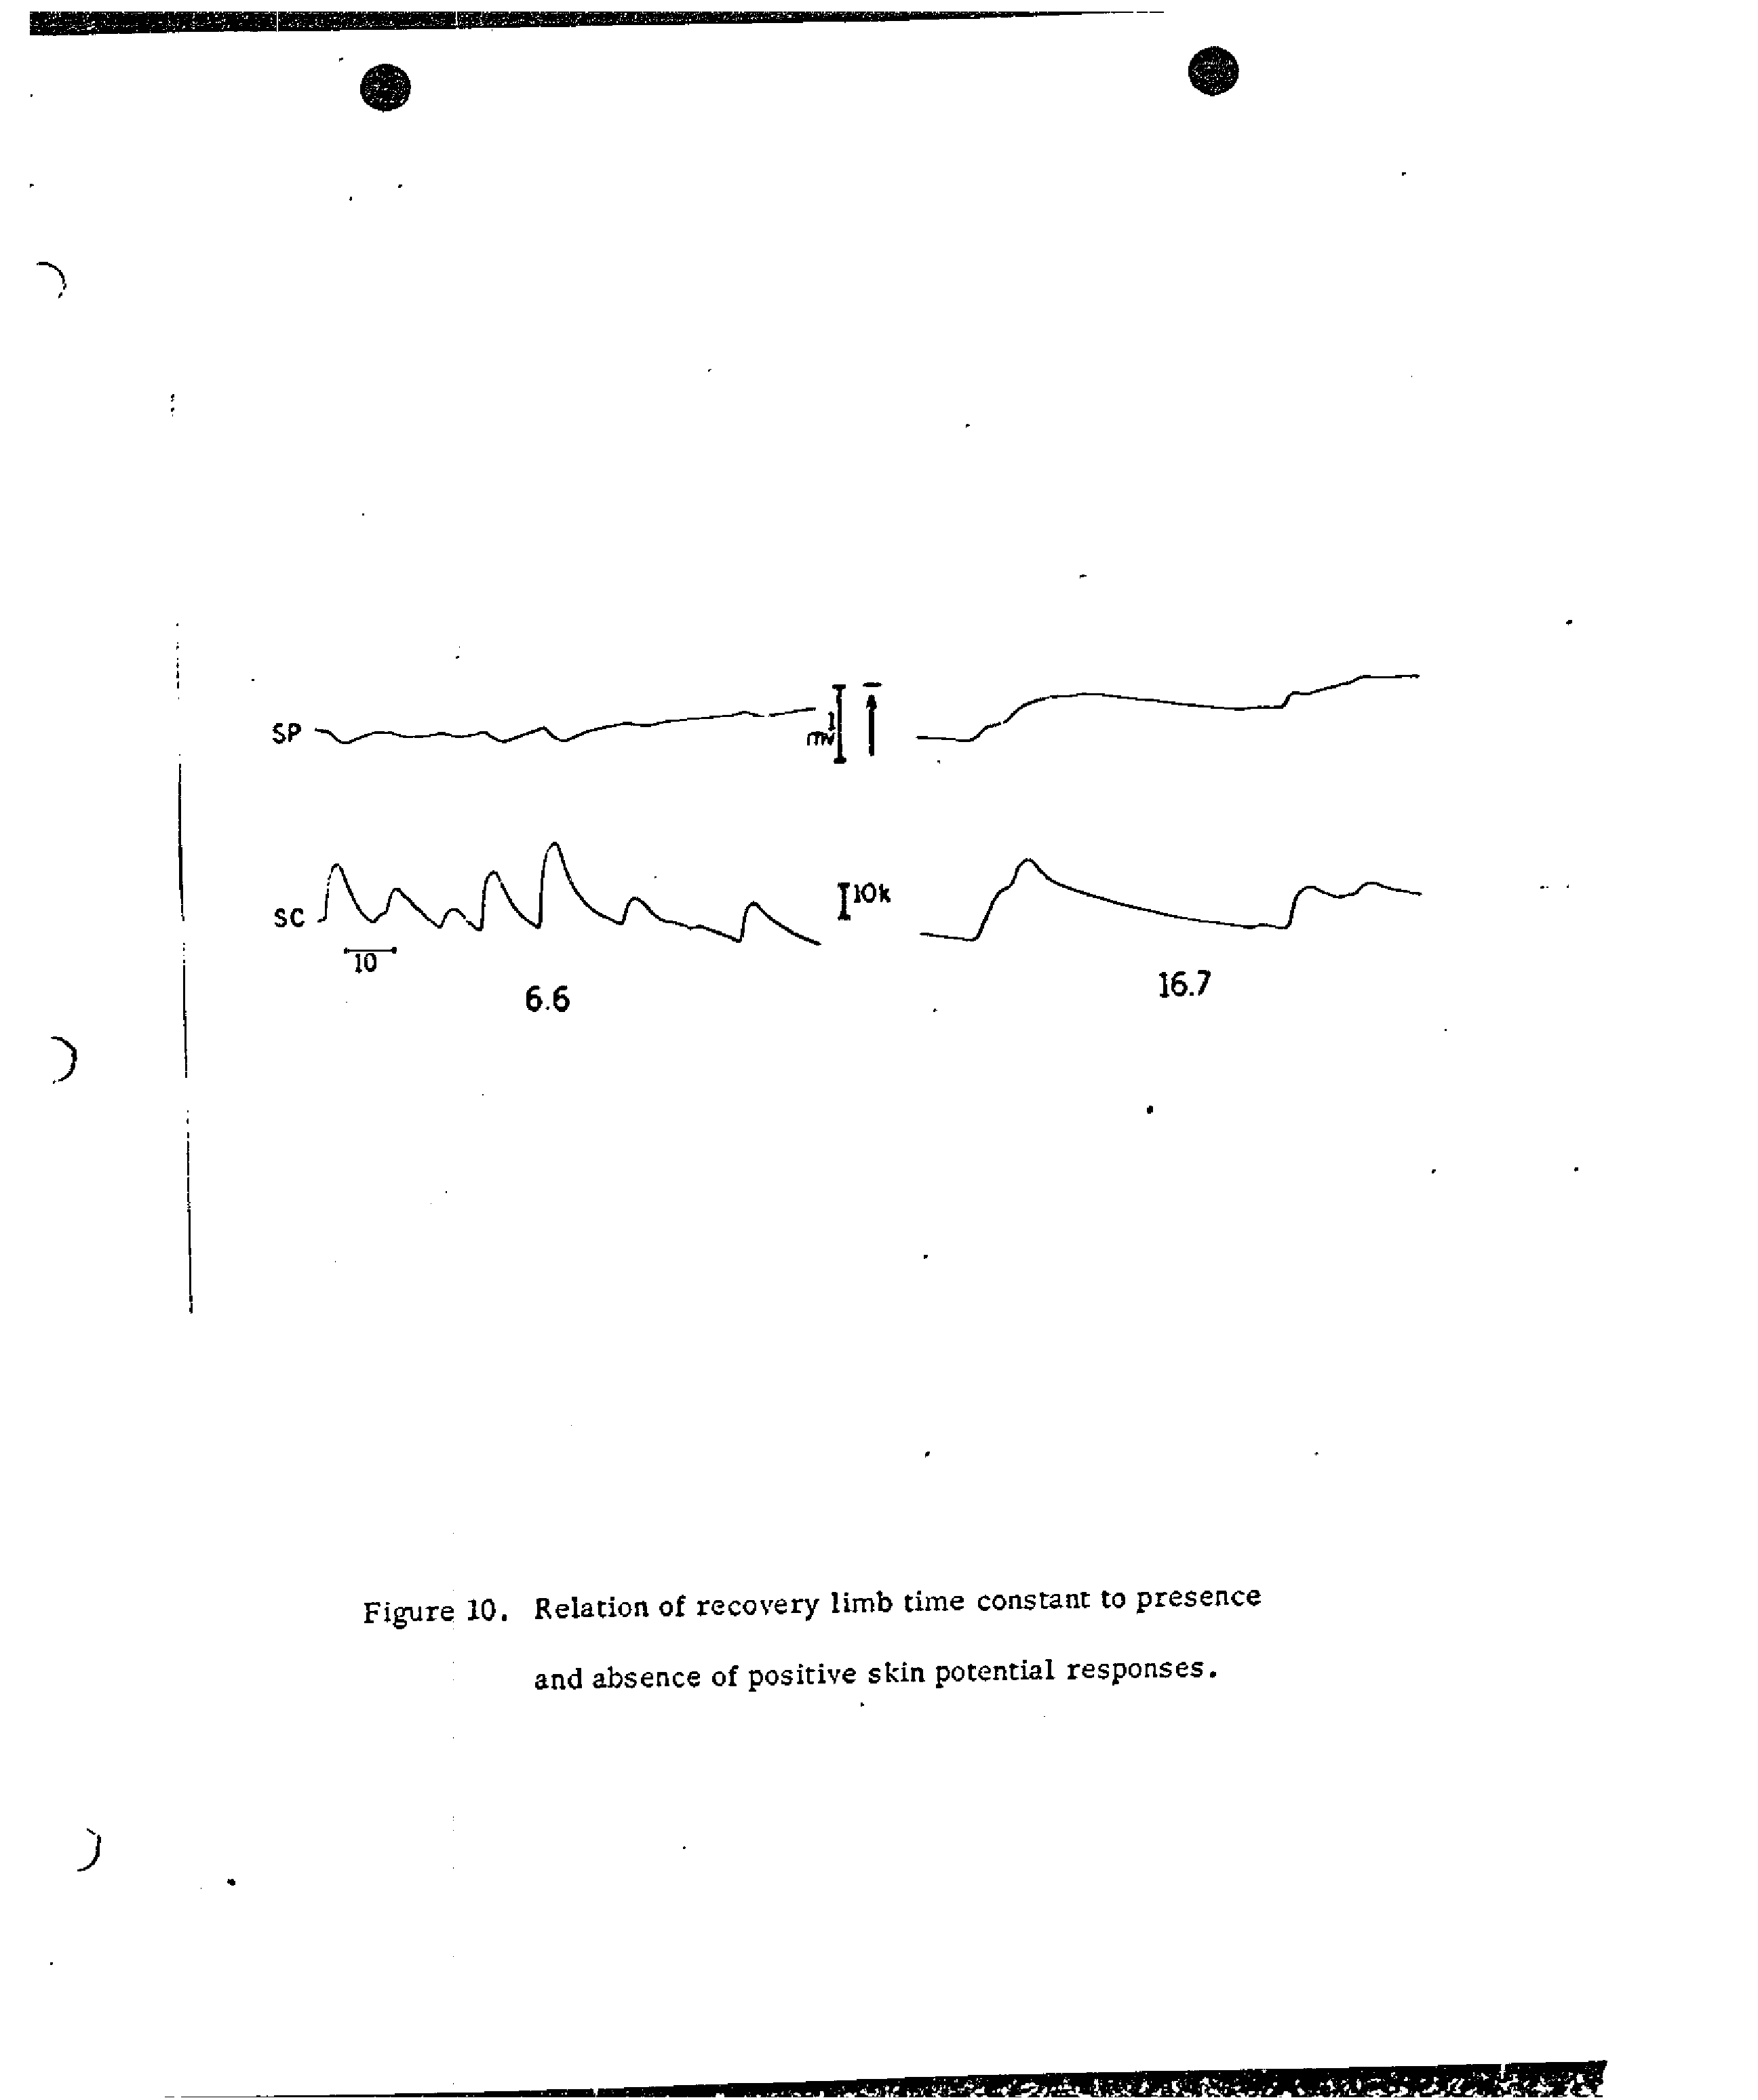 SP
1
mv
SC
10k
10
6.6
16.7
Figure 10. Relation of recovery limb time constant to presence
and absence of positive skin potential responses.